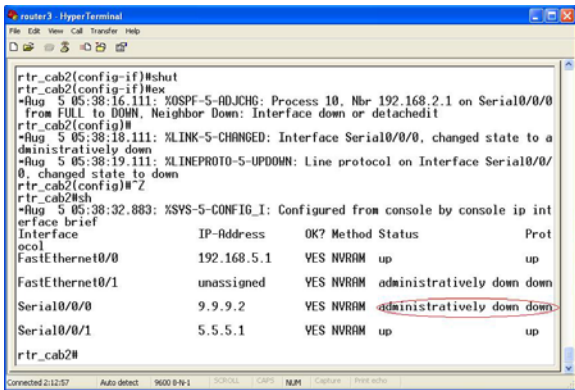 router3 - HyperTerminal
File Edit View Call Transfer Help
rtr_cab2(config-if)#shut
rtr_cab2(config-if)#ex
*Aug  5 05:38:16.111: %OSPF-5-ADJCHG: Process 10, Nbr 192.168.2.1 on Serial0/0/0
 from FULL to DOWN, Neighbor Down: Interface down or detachedit
rtr_cab2(config)#
*Aug  5 05:38:18.111: %LINK-5-CHANGED: Interface Serial0/0/0, changed state to a
dministratively down
*Aug  5 05:38:19.111: %LINEPROTO-5-UPDOWN: Line protocol on Interface Serial0/0/
0, changed state to down
rtr_cab2(config)#^Z
rtr_cab2#sh
*Aug  5 05:38:32.883: %SYS-5-CONFIG_I: Configured from console by console ip int
erface brief
Interface IP-Address OK? Method Status Prot
ocol
FastEthernet0/0 192.168.5.1 YES NVRAM up up
FastEthernet0/1 unassigned YES NVRAM administratively down down
Serial0/0/0 9.9.9.2 YES NVRAM administratively down down
Serial0/0/1 5.5.5.1 YES NVRAM up up
rtr_cab2#
Connected 2:12:57 Auto detect 9600 8-N-1 SCROLL CAPS NUM Capture Print echo